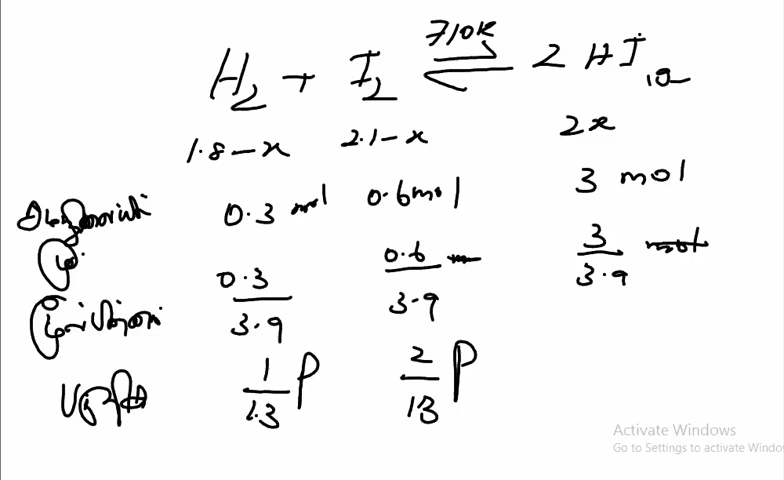 710K
H₂ + I₂ ⇌ 2 HI
1.8 – x 2.1 – x 2x
0.3 mol 0.6 mol 3 mol
0.3/3.9 0.6/3.9 3/3.9
1/13 P 2/13 P
Activate Windows
Go to Settings to activate Windo